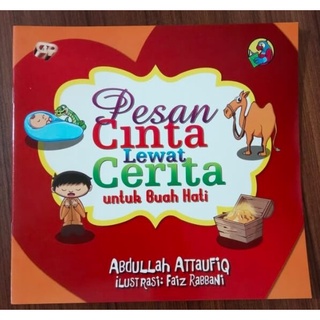 Pesan
Cinta
Lewat
Cerita
untuk Buah Hati
Abdullah Attaufiq
ilustrasi: Faiz Rabbani